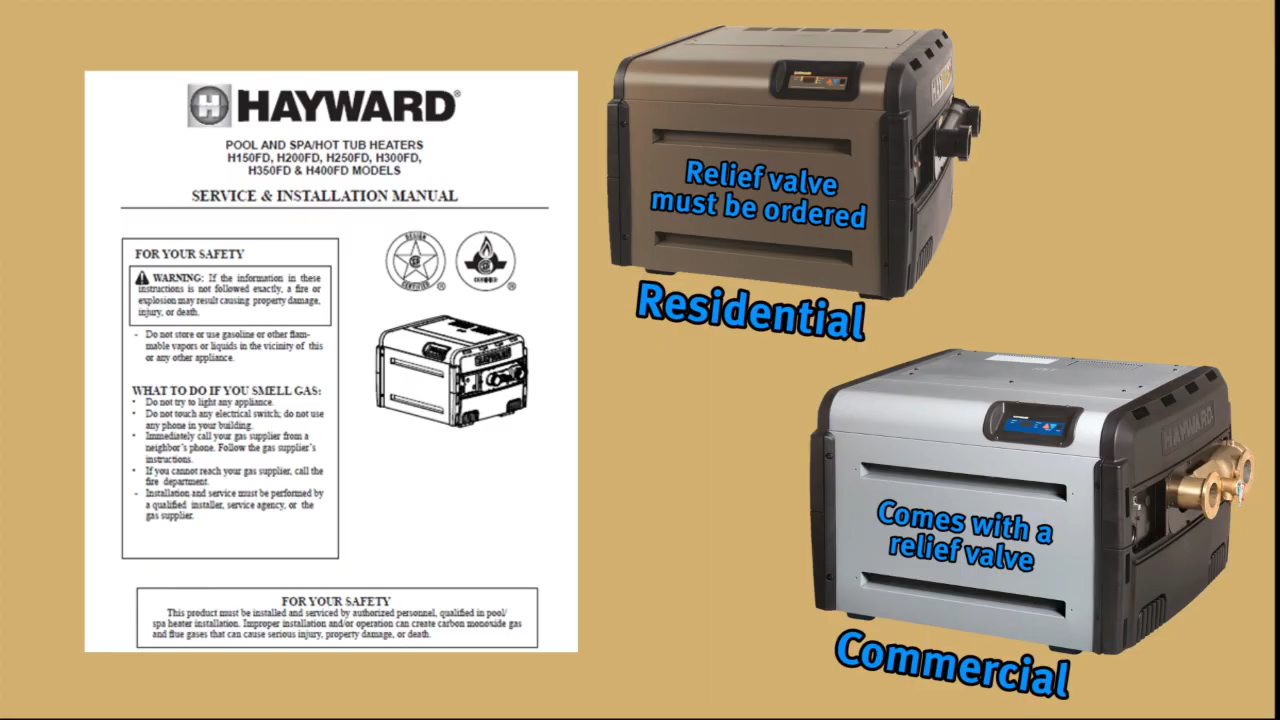 HAYWARD®
POOL AND SPA/HOT TUB HEATERS
H150FD, H200FD, H250FD, H300FD,
H350FD & H400FD MODELS
SERVICE & INSTALLATION MANUAL
FOR YOUR SAFETY
WARNING: If the information in these
instructions is not followed exactly, a fire or
explosion may result causing property damage,
injury, or death.
- Do not store or use gasoline or other flam-
mable vapors or liquids in the vicinity of this
or any other appliance.
WHAT TO DO IF YOU SMELL GAS:
• Do not try to light any appliance.
• Do not touch any electrical switch; do not use
any phone in your building.
• Immediately call your gas supplier from a
neighbor's phone. Follow the gas supplier's
instructions.
• If you cannot reach your gas supplier, call the
fire department.
- Installation and service must be performed by
a qualified installer, service agency, or the
gas supplier.
DESIGN
CERTIFIED
CERTIFIED
HAYWARD
FOR YOUR SAFETY
This product must be installed and serviced by authorized personnel, qualified in pool/
spa heater installation. Improper installation and/or operation can create carbon monoxide gas
and flue gases that can cause serious injury, property damage, or death.
HAYWARD
Relief valve
must be ordered
Residential
HAYWARD
Comes with a
relief valve
Commercial